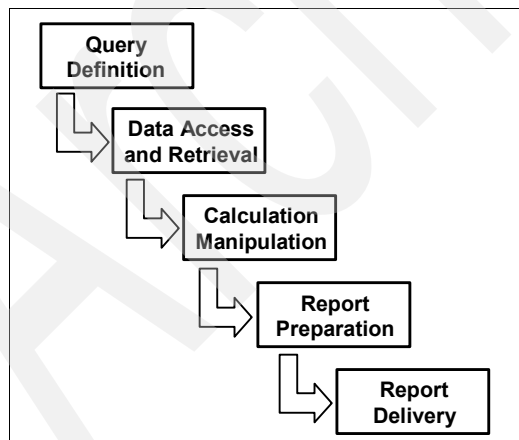 Query
Definition
Data Access
and Retrieval
Calculation
Manipulation
Report
Preparation
Report
Delivery